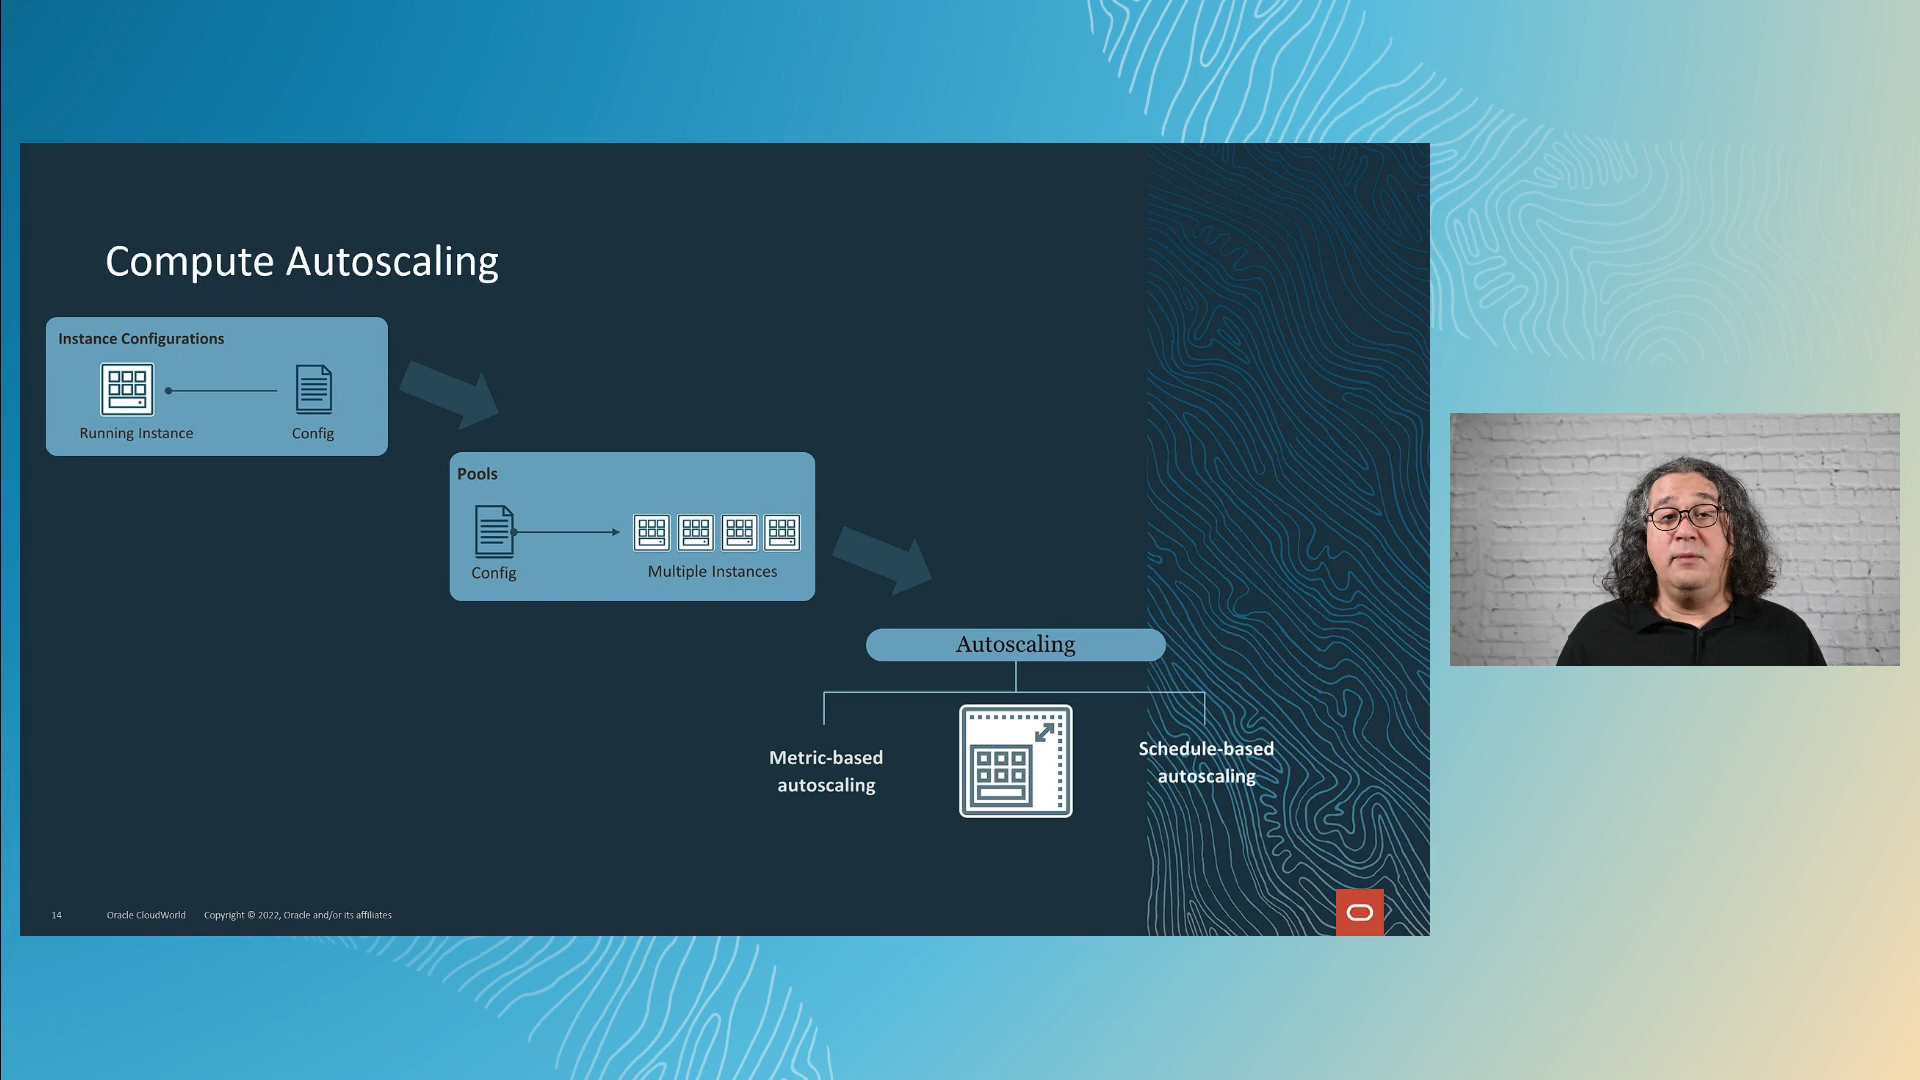 Compute Autoscaling
Instance Configurations
Running Instance
Config
Pools
Config
Multiple Instances
Autoscaling
Metric-based
autoscaling
Schedule-based
autoscaling
14
Oracle CloudWorld
Copyright © 2022, Oracle and/or its affiliates